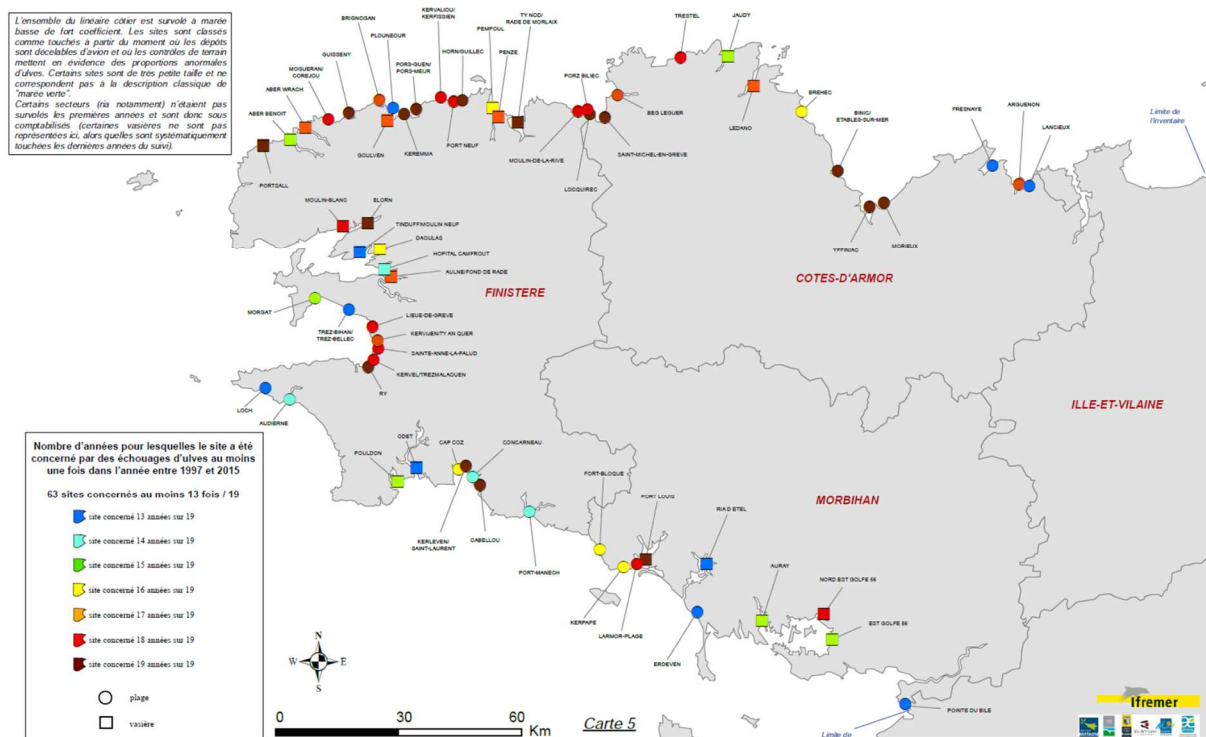 L'ensemble du linéaire côtier est survolé à marée
basse de fort coefficient. Les sites sont classés
comme touchés à partir du moment où les dépôts
sont décelables d'avion et où les contrôles de terrain
mettent en évidence des proportions anormales
d'ulves. Certains sites sont de très petite taille et ne
correspondent pas à la description classique de
"marée verte".
Certains secteurs (ria notamment) n'étaient pas
survolés les premières années et sont donc sous
comptabilisés (certaines vasières ne sont pas
représentées ici, alors qu'elles sont systématiquement
touchées les dernières années du suivi).
BRIGNOGAN
PLOUNEOUR
GUISSENY
MOGUERAN/
COREJOU
ABER WRACH
ABER BENOIT
PORTSALL
PORS-GUEN/
PORS-MEUR
KERVALIOU/
KERFISSIEN
HORNIGUILLEC
PEMPOUL
PENZE
TY NOD/
RADE DE MORLAIX
GOULVEN
KEREMMA
PORT NEUF
MOULIN-DE-LA-RIVE
PORZ BILIEC
LOCQUIREC
SAINT-MICHEL-EN-GREVE
BEG LEGUER
TRESTEL
JAUDY
LEDANO
BREHEC
BINIC/
ETABLES-SUR-MER
YFFINIAC
MORIEUX
FRESNAYE
ARGUENON
LANCIEUX
Limite de
l'inventaire
MOULIN-BLANC
ELORN
TINDUFF/MOULIN NEUF
DAOULAS
HOPITAL CAMFROUT
AULNE/FOND DE RADE
MORGAT
TREZ-BIHAN/
TREZ-BELLEC
LIEUE-DE-GREVE
KERVIJEN/TY AN QUER
SAINTE-ANNE-LA-PALUD
KERVEL/TREZMALAOUEN
RY
LOCH
AUDIERNE
FINISTERE
COTES-D'ARMOR
ILLE-ET-VILAINE
MORBIHAN
POULDON
ODET
CAP COZ
CONCARNEAU
KERLEVEN/
SAINT-LAURENT
CABELLOU
PORT-MANECH
FORT-BLOQUE
PORT LOUIS
KERPAPE
LARMOR-PLAGE
RIA D ETEL
ERDEVEN
AURAY
NORD EST GOLFE 56
EST GOLFE 56
POINTE DU BILE
Limite de
Nombre d'années pour lesquelles le site a été
concerné par des échouages d'ulves au moins
une fois dans l'année entre 1997 et 2015
63 sites concernés au moins 13 fois / 19
site concerné 13 années sur 19
site concerné 14 années sur 19
site concerné 15 années sur 19
site concerné 16 années sur 19
site concerné 17 années sur 19
site concerné 18 années sur 19
site concerné 19 années sur 19
plage
vasière
N
W E
S
0 30 60
Km
Carte 5
Ifremer